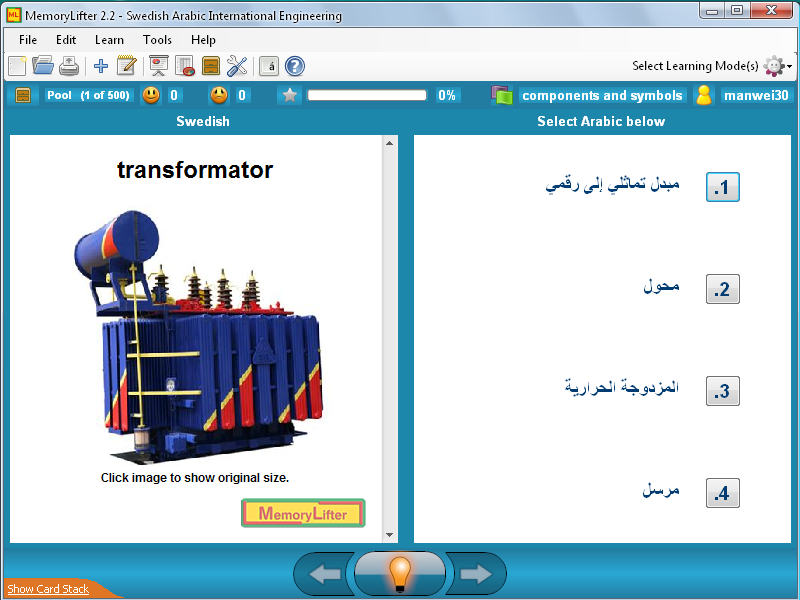 MemoryLifter 2.2 - Swedish Arabic International Engineering
File Edit Learn Tools Help
Select Learning Mode(s)
Pool (1 of 500) 0 0 0% components and symbols manwei30
Swedish
Select Arabic below
transformator
Click image to show original size.
MemoryLifter
مبدل تماثلي إلى رقمي
.1
محول
.2
المزدوجة الحرارية
.3
مرسل
.4
Show Card Stack